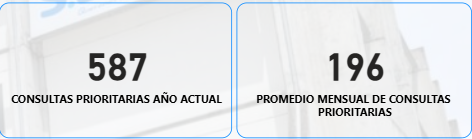 587
CONSULTAS PRIORITARIAS AÑO ACTUAL
196
PROMEDIO MENSUAL DE CONSULTAS
PRIORITARIAS